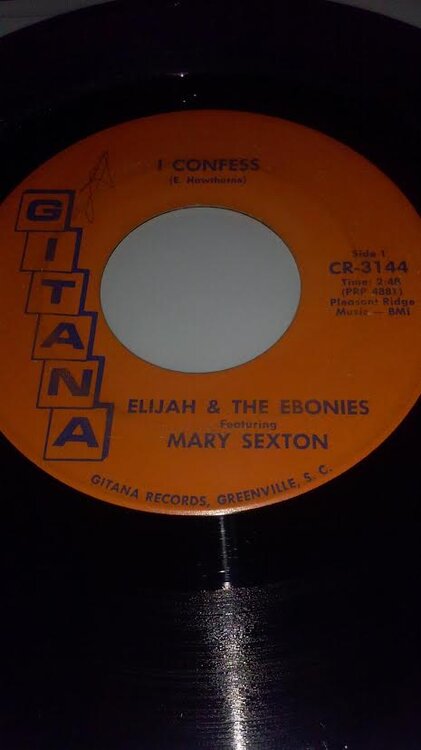 I CONFESS
(E. Hawthorne)
GITANA
Side 1
CR-3144
Time: 2:48
(PRP 4881)
Pleasant Ridge
Music — BMI
ELIJAH & THE EBONIES
Featuring
MARY SEXTON
GITANA RECORDS, GREENVILLE, S. C.